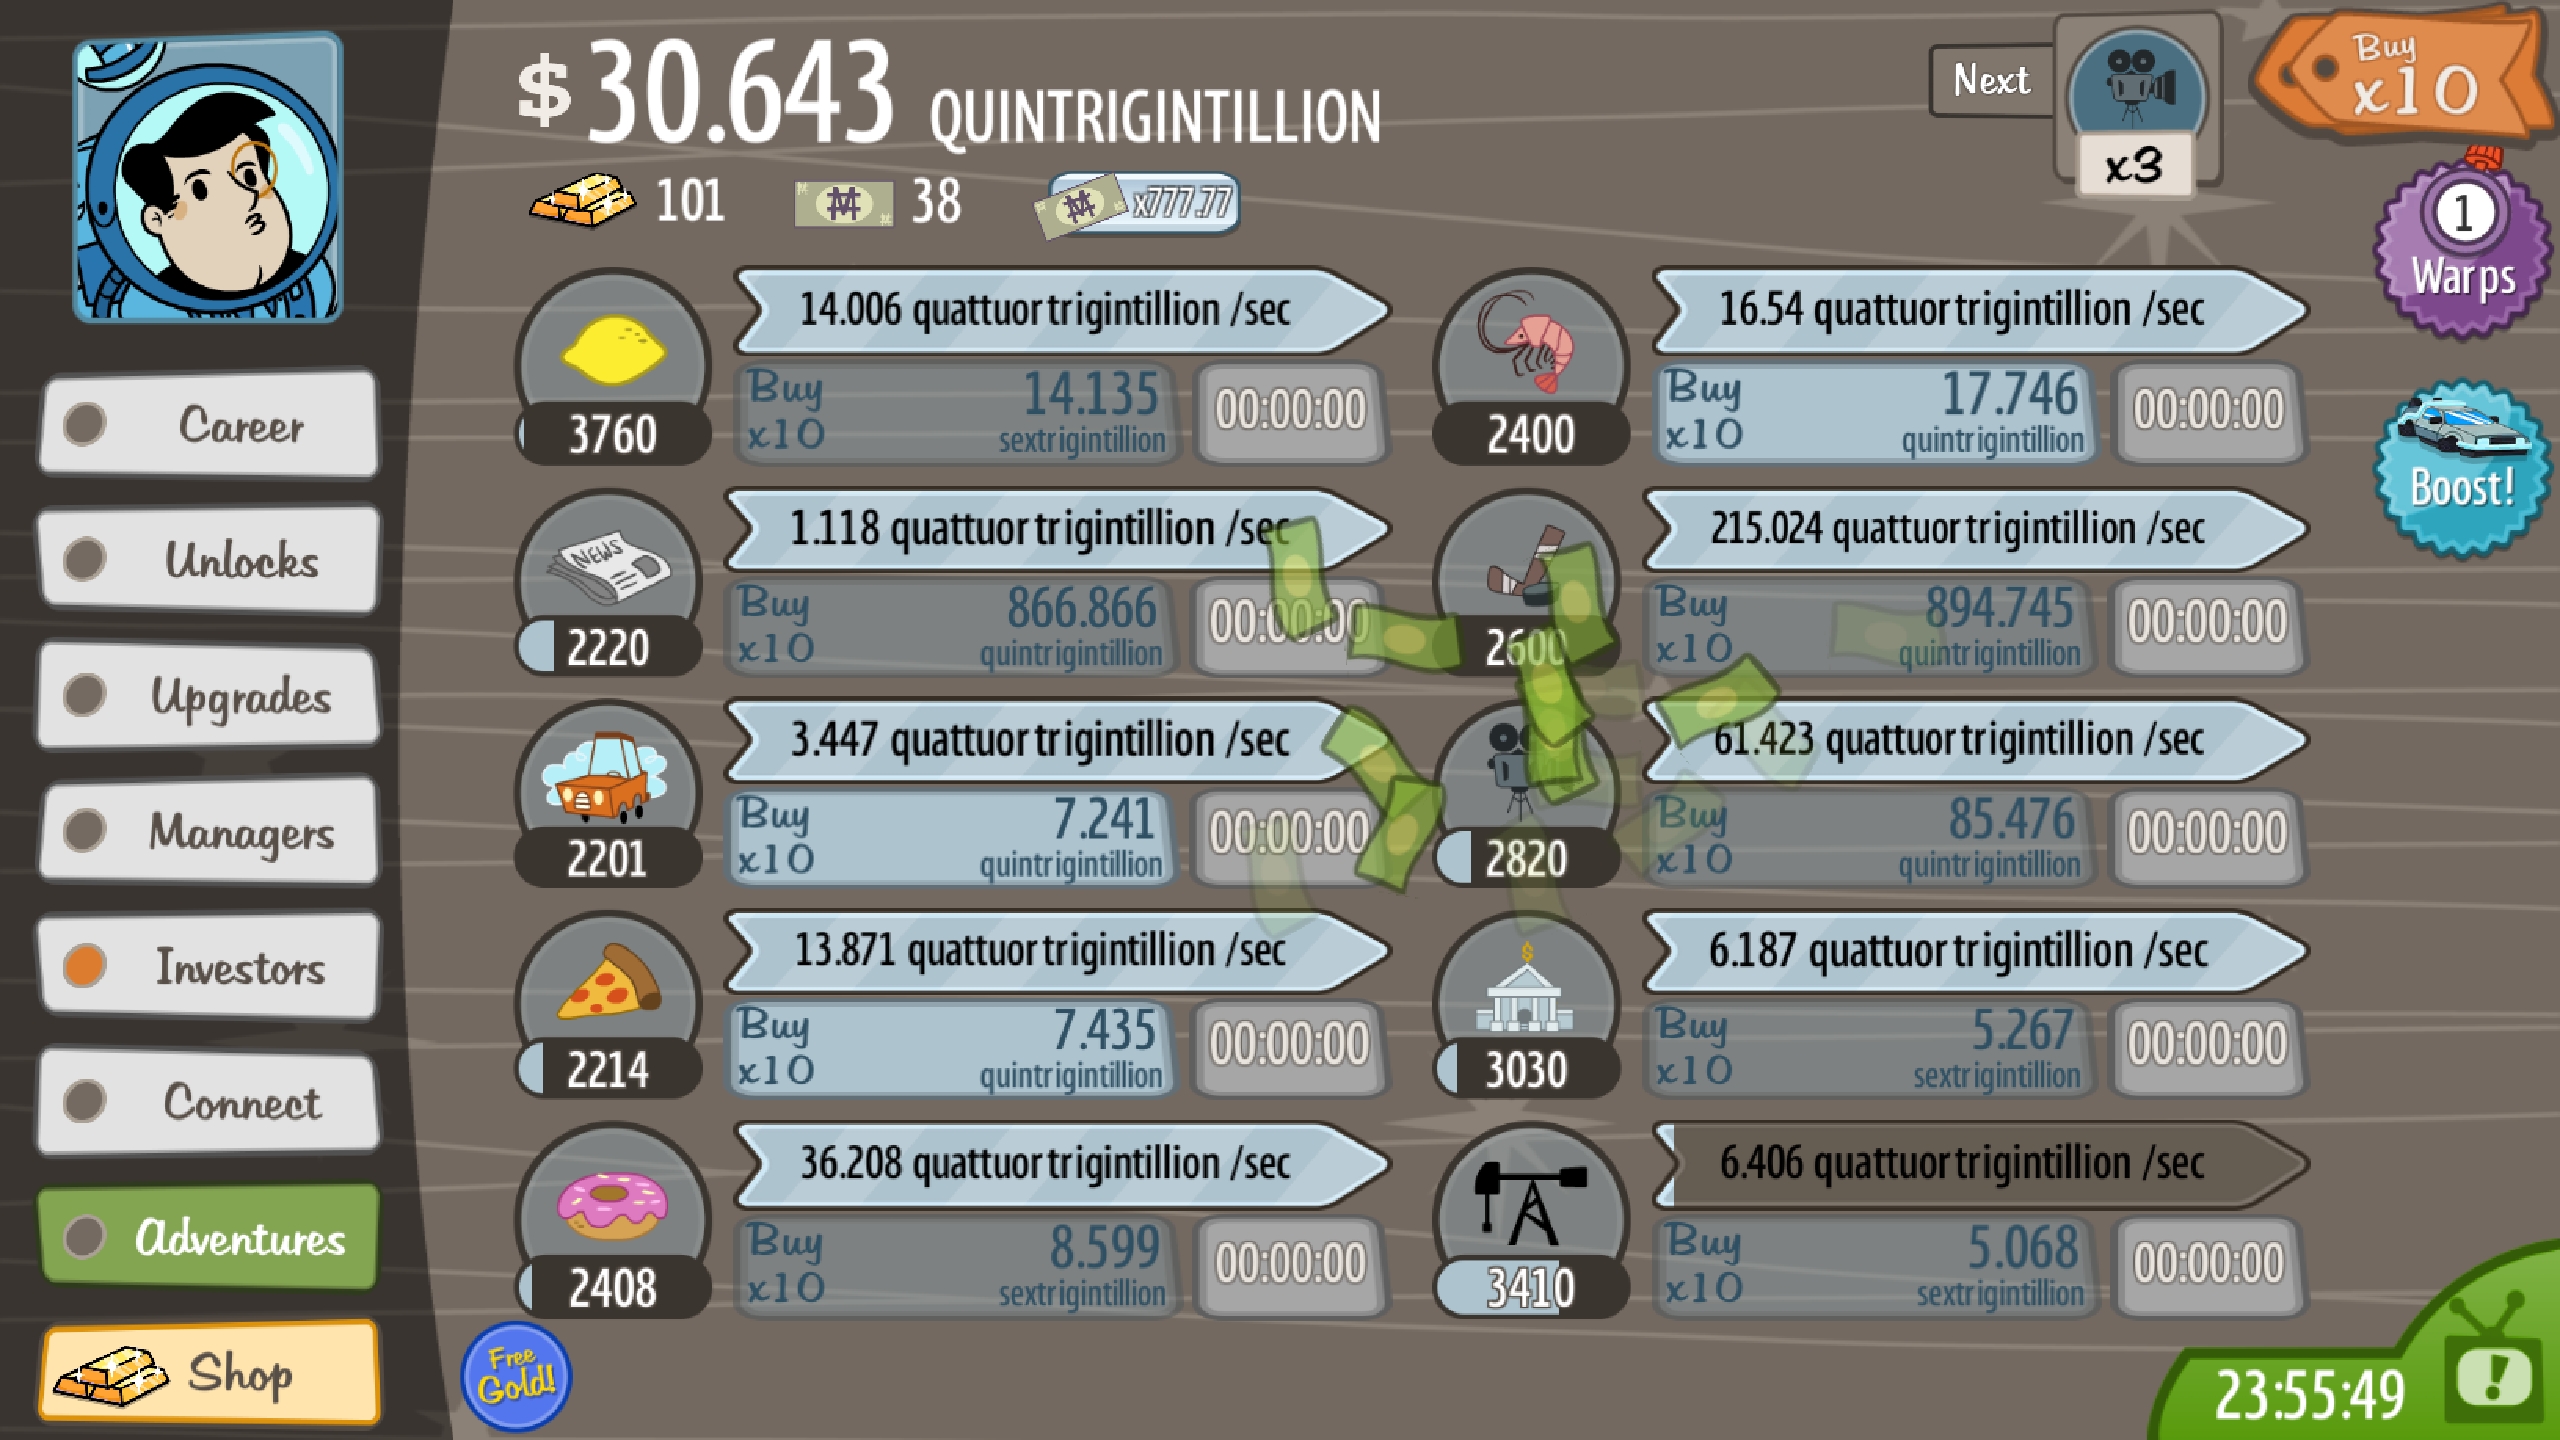 $30.643 QUINTRIGINTILLION
101 38 x777.77
Next
x3
Buy
x10
1
Warps
Boost!
Career
Unlocks
Upgrades
Managers
Investors
Connect
Adventures
Shop
14.006 quattuortrigintillion /sec
3760
Buy
x10
14.135
sextrigintillion
00:00:00
NEWS
1.118 quattuortrigintillion /sec
2220
Buy
x10
866.866
quintrigintillion
00:00:00
3.447 quattuortrigintillion /sec
2201
Buy
x10
7.241
quintrigintillion
00:00:00
13.871 quattuortrigintillion /sec
2214
Buy
x10
7.435
quintrigintillion
00:00:00
36.208 quattuortrigintillion /sec
2408
Buy
x10
8.599
sextrigintillion
00:00:00
16.54 quattuortrigintillion /sec
2400
Buy
x10
17.746
quintrigintillion
00:00:00
215.024 quattuortrigintillion /sec
2600
Buy
x10
894.745
quintrigintillion
00:00:00
61.423 quattuortrigintillion /sec
2820
Buy
x10
85.476
quintrigintillion
00:00:00
$
6.187 quattuortrigintillion /sec
3030
Buy
x10
5.267
sextrigintillion
00:00:00
6.406 quattuortrigintillion /sec
3410
Buy
x10
5.068
sextrigintillion
00:00:00
Free
Gold!
23:55:49
!